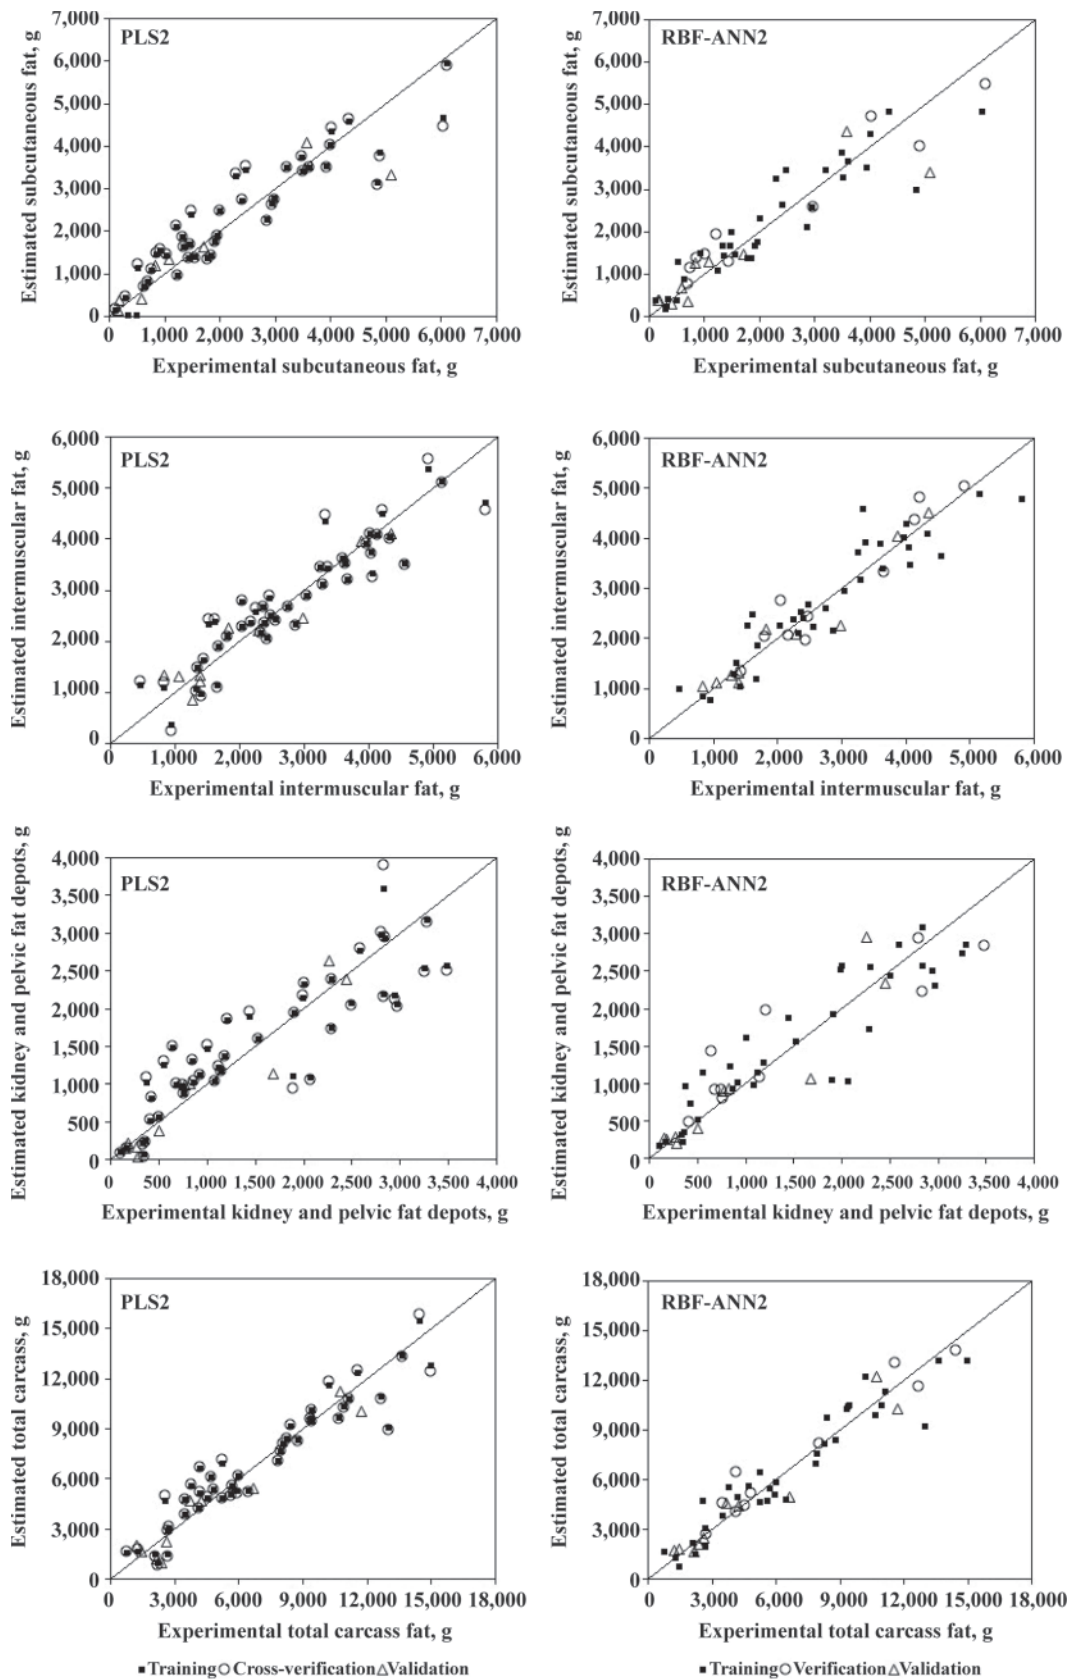 PLS2
Estimated subcutaneous fat, g
7,000
6,000
5,000
4,000
3,000
2,000
1,000
0
0 1,000 2,000 3,000 4,000 5,000 6,000 7,000
Experimental subcutaneous fat, g
RBF-ANN2
Estimated subcutaneous fat, g
7,000
6,000
5,000
4,000
3,000
2,000
1,000
0
0 1,000 2,000 3,000 4,000 5,000 6,000 7,000
Experimental subcutaneous fat, g
PLS2
Estimated intermuscular fat, g
6,000
5,000
4,000
3,000
2,000
1,000
0
0 1,000 2,000 3,000 4,000 5,000 6,000
Experimental intermuscular fat, g
RBF-ANN2
Estimated intermuscular fat, g
6,000
5,000
4,000
3,000
2,000
1,000
0
0 1,000 2,000 3,000 4,000 5,000 6,000
Experimental intermuscular fat, g
PLS2
Estimated kidney and pelvic fat depots, g
4,000
3,500
3,000
2,500
2,000
1,500
1,000
500
0
0 500 1,000 1,500 2,000 2,500 3,000 3,500 4,000
Experimental kidney and pelvic fat depots, g
RBF-ANN2
Estimated kidney and pelvic fat depots, g
4,000
3,500
3,000
2,500
2,000
1,500
1,000
500
0
0 500 1,000 1,500 2,000 2,500 3,000 3,500 4,000
Experimental kidney and pelvic fat depots, g
PLS2
Estimated total carcass, g
18,000
15,000
12,000
9,000
6,000
3,000
0
0 3,000 6,000 9,000 12,000 15,000 18,000
Experimental total carcass fat, g
Training Cross-verification Validation
RBF-ANN2
Estimated total carcass, g
18,000
15,000
12,000
9,000
6,000
3,000
0
0 3,000 6,000 9,000 12,000 15,000 18,000
Experimental total carcass fat, g
Training Verification Validation